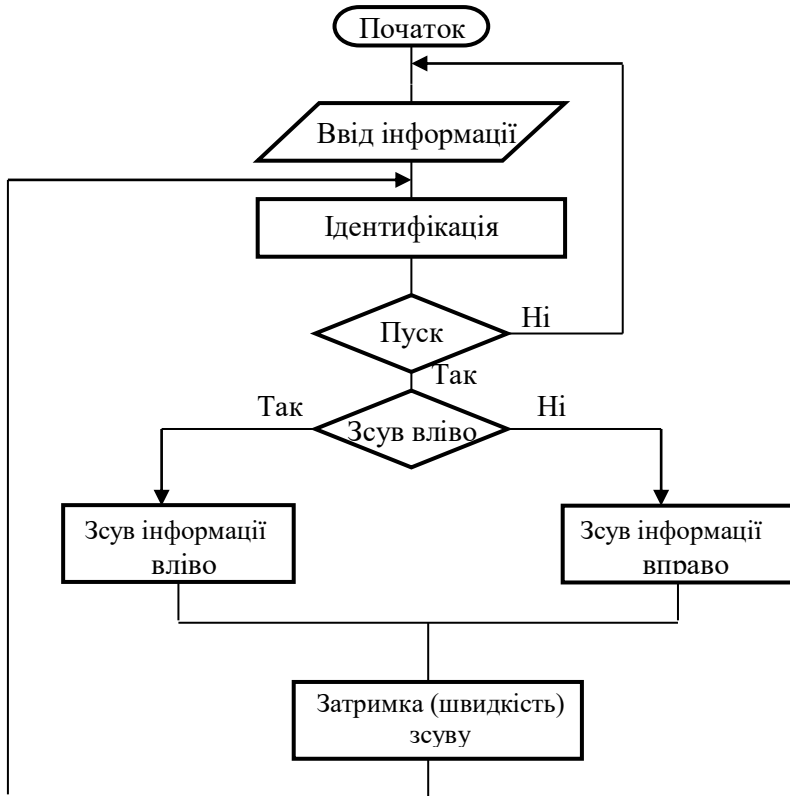 Початок
Ввід інформації
Ідентифікація
Пуск
Ні
Так
Так
Зсув вліво
Ні
Зсув інформації
вліво
Зсув інформації
вправо
Затримка (швидкість)
зсуву